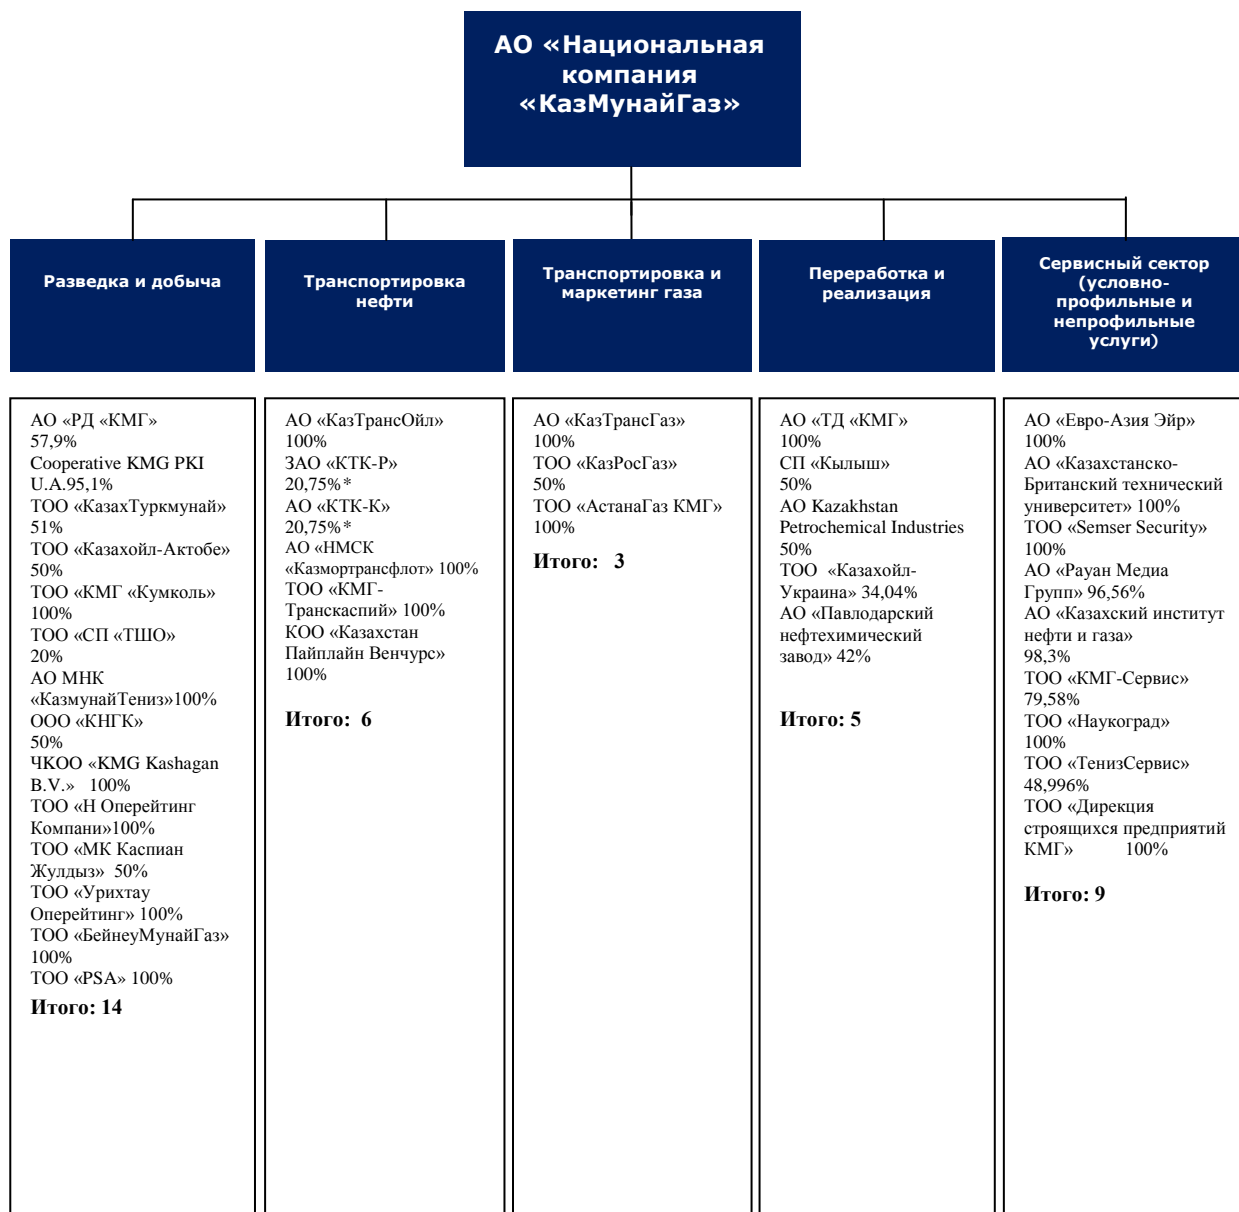 АО «Национальная
компания
«КазМунайГаз»
Разведка и добыча
Транспортировка
нефти
Транспортировка и
маркетинг газа
Переработка и
реализация
Сервисный сектор
(условно-
профильные и
непрофильные
услуги)
АО «РД «КМГ»
57,9%
Cooperative KMG PKI
U.A.95,1%
ТОО «КазахТуркмунай»
51%
ТОО «Казахойл-Актобе»
50%
ТОО «КМГ «Кумколь»
100%
ТОО «СП «ТШО»
20%
АО МНК
«КазмунайТениз»100%
ООО «КНГК»
50%
ЧКОО «KMG Kashagan
B.V.» 100%
ТОО «Н Оперейтинг
Компани»100%
ТОО «МК Каспиан
Жулдыз» 50%
ТОО «Урихтау
Оперейтинг» 100%
ТОО «БейнеуМунайГаз»
100%
ТОО «PSA» 100%
Итого: 14
АО «КазТрансОйл»
100%
ЗАО «КТК-Р»
20,75%*
АО «КТК-К»
20,75%*
АО «НМСК
«Казмортрансфлот» 100%
ТОО «КМГ-
Транскаспий» 100%
КОО «Казахстан
Пайплайн Венчурс»
100%
Итого: 6
АО «КазТрансГаз»
100%
ТОО «КазРосГаз»
50%
ТОО «АстанаГаз КМГ»
100%
Итого: 3
АО «ТД «КМГ»
100%
СП «Кылыш»
50%
АО Kazakhstan
Petrochemical Industries
50%
ТОО «Казахойл-
Украина» 34,04%
АО «Павлодарский
нефтехимический
завод» 42%
Итого: 5
АО «Евро-Азия Эйр»
100%
АО «Казахстанско-
Британский технический
университет» 100%
ТОО «Semser Security»
100%
АО «Рауан Медиа
Групп» 96,56%
АО «Казахский институт
нефти и газа»
98,3%
ТОО «КМГ-Сервис»
79,58%
ТОО «Наукоград»
100%
ТОО «ТенизСервис»
48,996%
ТОО «Дирекция
строящихся предприятий
КМГ» 100%
Итого: 9